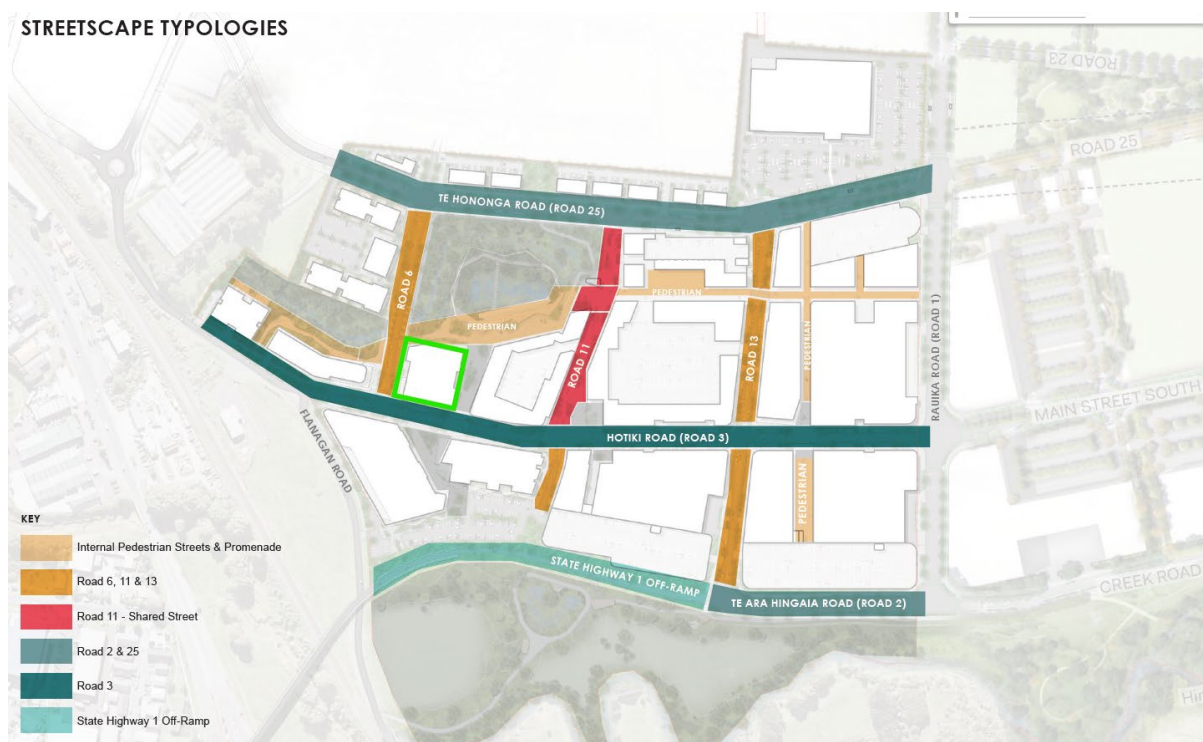 STREETSCAPE TYPOLOGIES
ROAD 23
ROAD 25
TE HONONGA ROAD (ROAD 25)
ROAD 6
PEDESTRIAN
PEDESTRIAN
ROAD 11
ROAD 13
PEDESTRIAN
RAUIKA ROAD (ROAD 1)
MAIN STREET SOUTH
FLANAGAN ROAD
HOTIKI ROAD (ROAD 3)
PEDESTRIAN
STATE HIGHWAY 1 OFF-RAMP
TE ARA HINGAIA ROAD (ROAD 2)
CREEK ROAD
KEY
Internal Pedestrian Streets & Promenade
Road 6, 11 & 13
Road 11 - Shared Street
Road 2 & 25
Road 3
State Highway 1 Off-Ramp